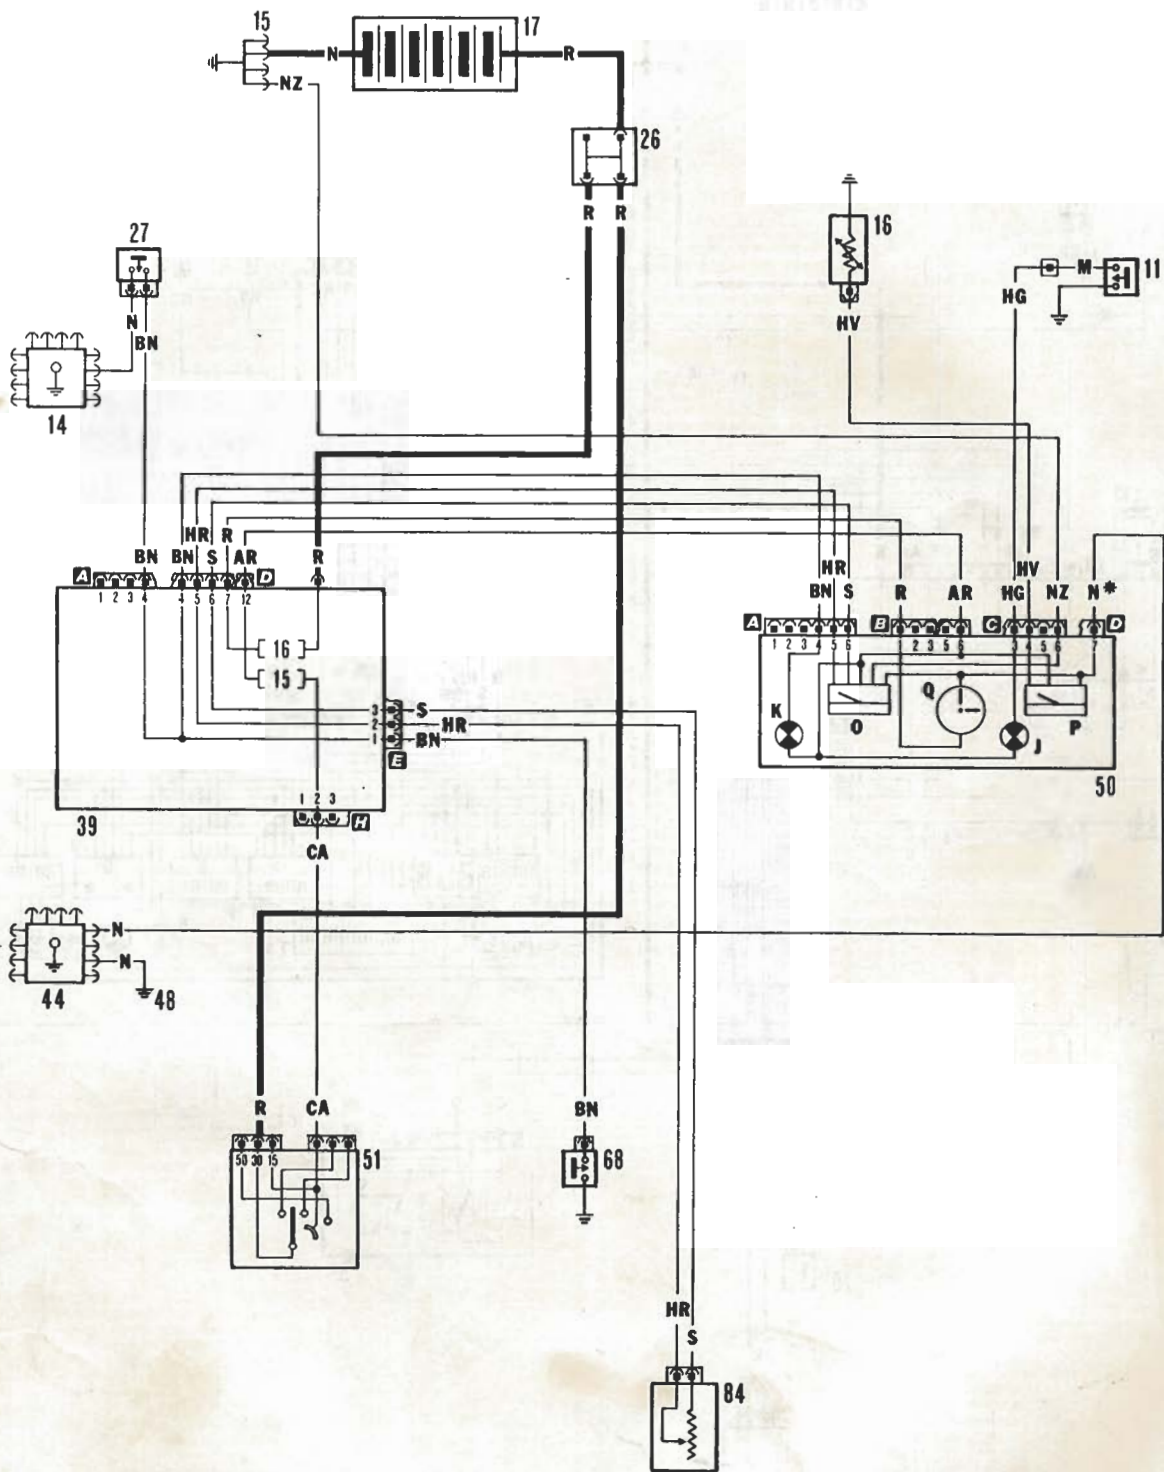 15
17
N
R
NZ
26
R R
27
16
M
11
HG
HV
N
BN
14
BN
HR
BN
S
R
AR
R
A
D
1 2 3 4
4 5 6 7 12
16
15
3
2
1
S
HR
BN
E
1 2 3
H
39
CA
HR
BN S
R
AR
HV
HG
NZ
N*
A
B
C
D
1 2 3 4 5 6
2 3 5 6
3 4 5 6
7
K
O
Q
J
P
50
N
N
44
48
R
CA
50 30 15
51
BN
68
HR
S
84